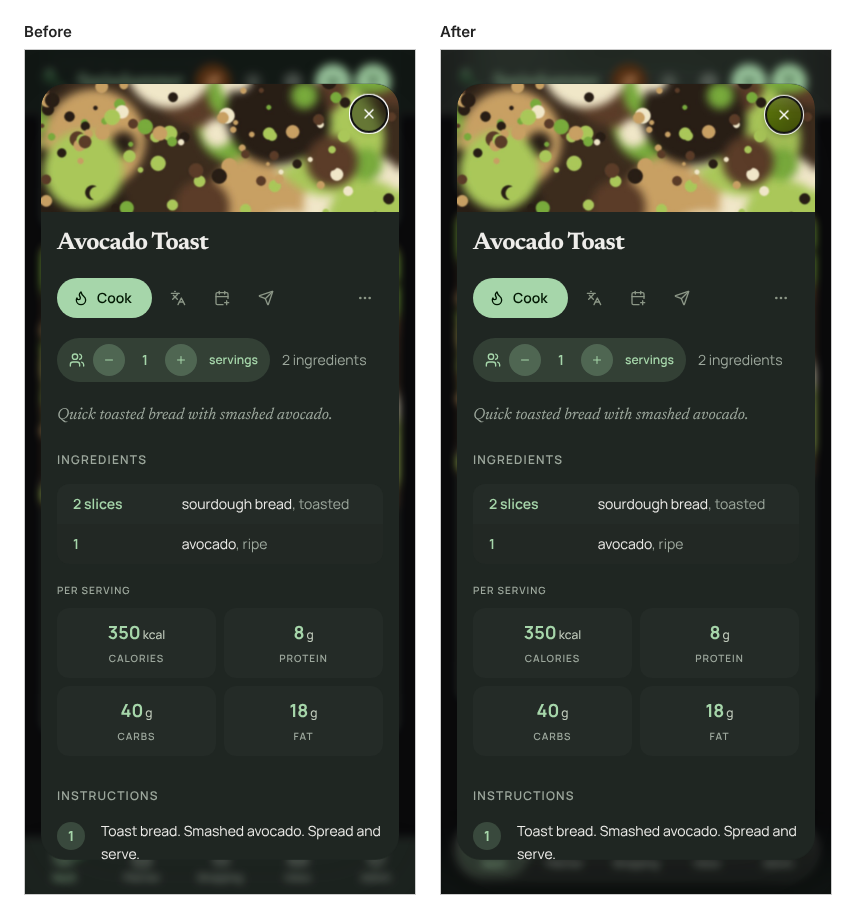 Before
Avocado Toast
Cook
1
servings
2 ingredients
Quick toasted bread with smashed avocado.
INGREDIENTS
2 slices sourdough bread, toasted
1 avocado, ripe
PER SERVING
350 kcal
CALORIES
8 g
PROTEIN
40 g
CARBS
18 g
FAT
INSTRUCTIONS
1
Toast bread. Smashed avocado. Spread and
serve.
After
Avocado Toast
Cook
1
servings
2 ingredients
Quick toasted bread with smashed avocado.
INGREDIENTS
2 slices sourdough bread, toasted
1 avocado, ripe
PER SERVING
350 kcal
CALORIES
8 g
PROTEIN
40 g
CARBS
18 g
FAT
INSTRUCTIONS
1
Toast bread. Smashed avocado. Spread and
serve.